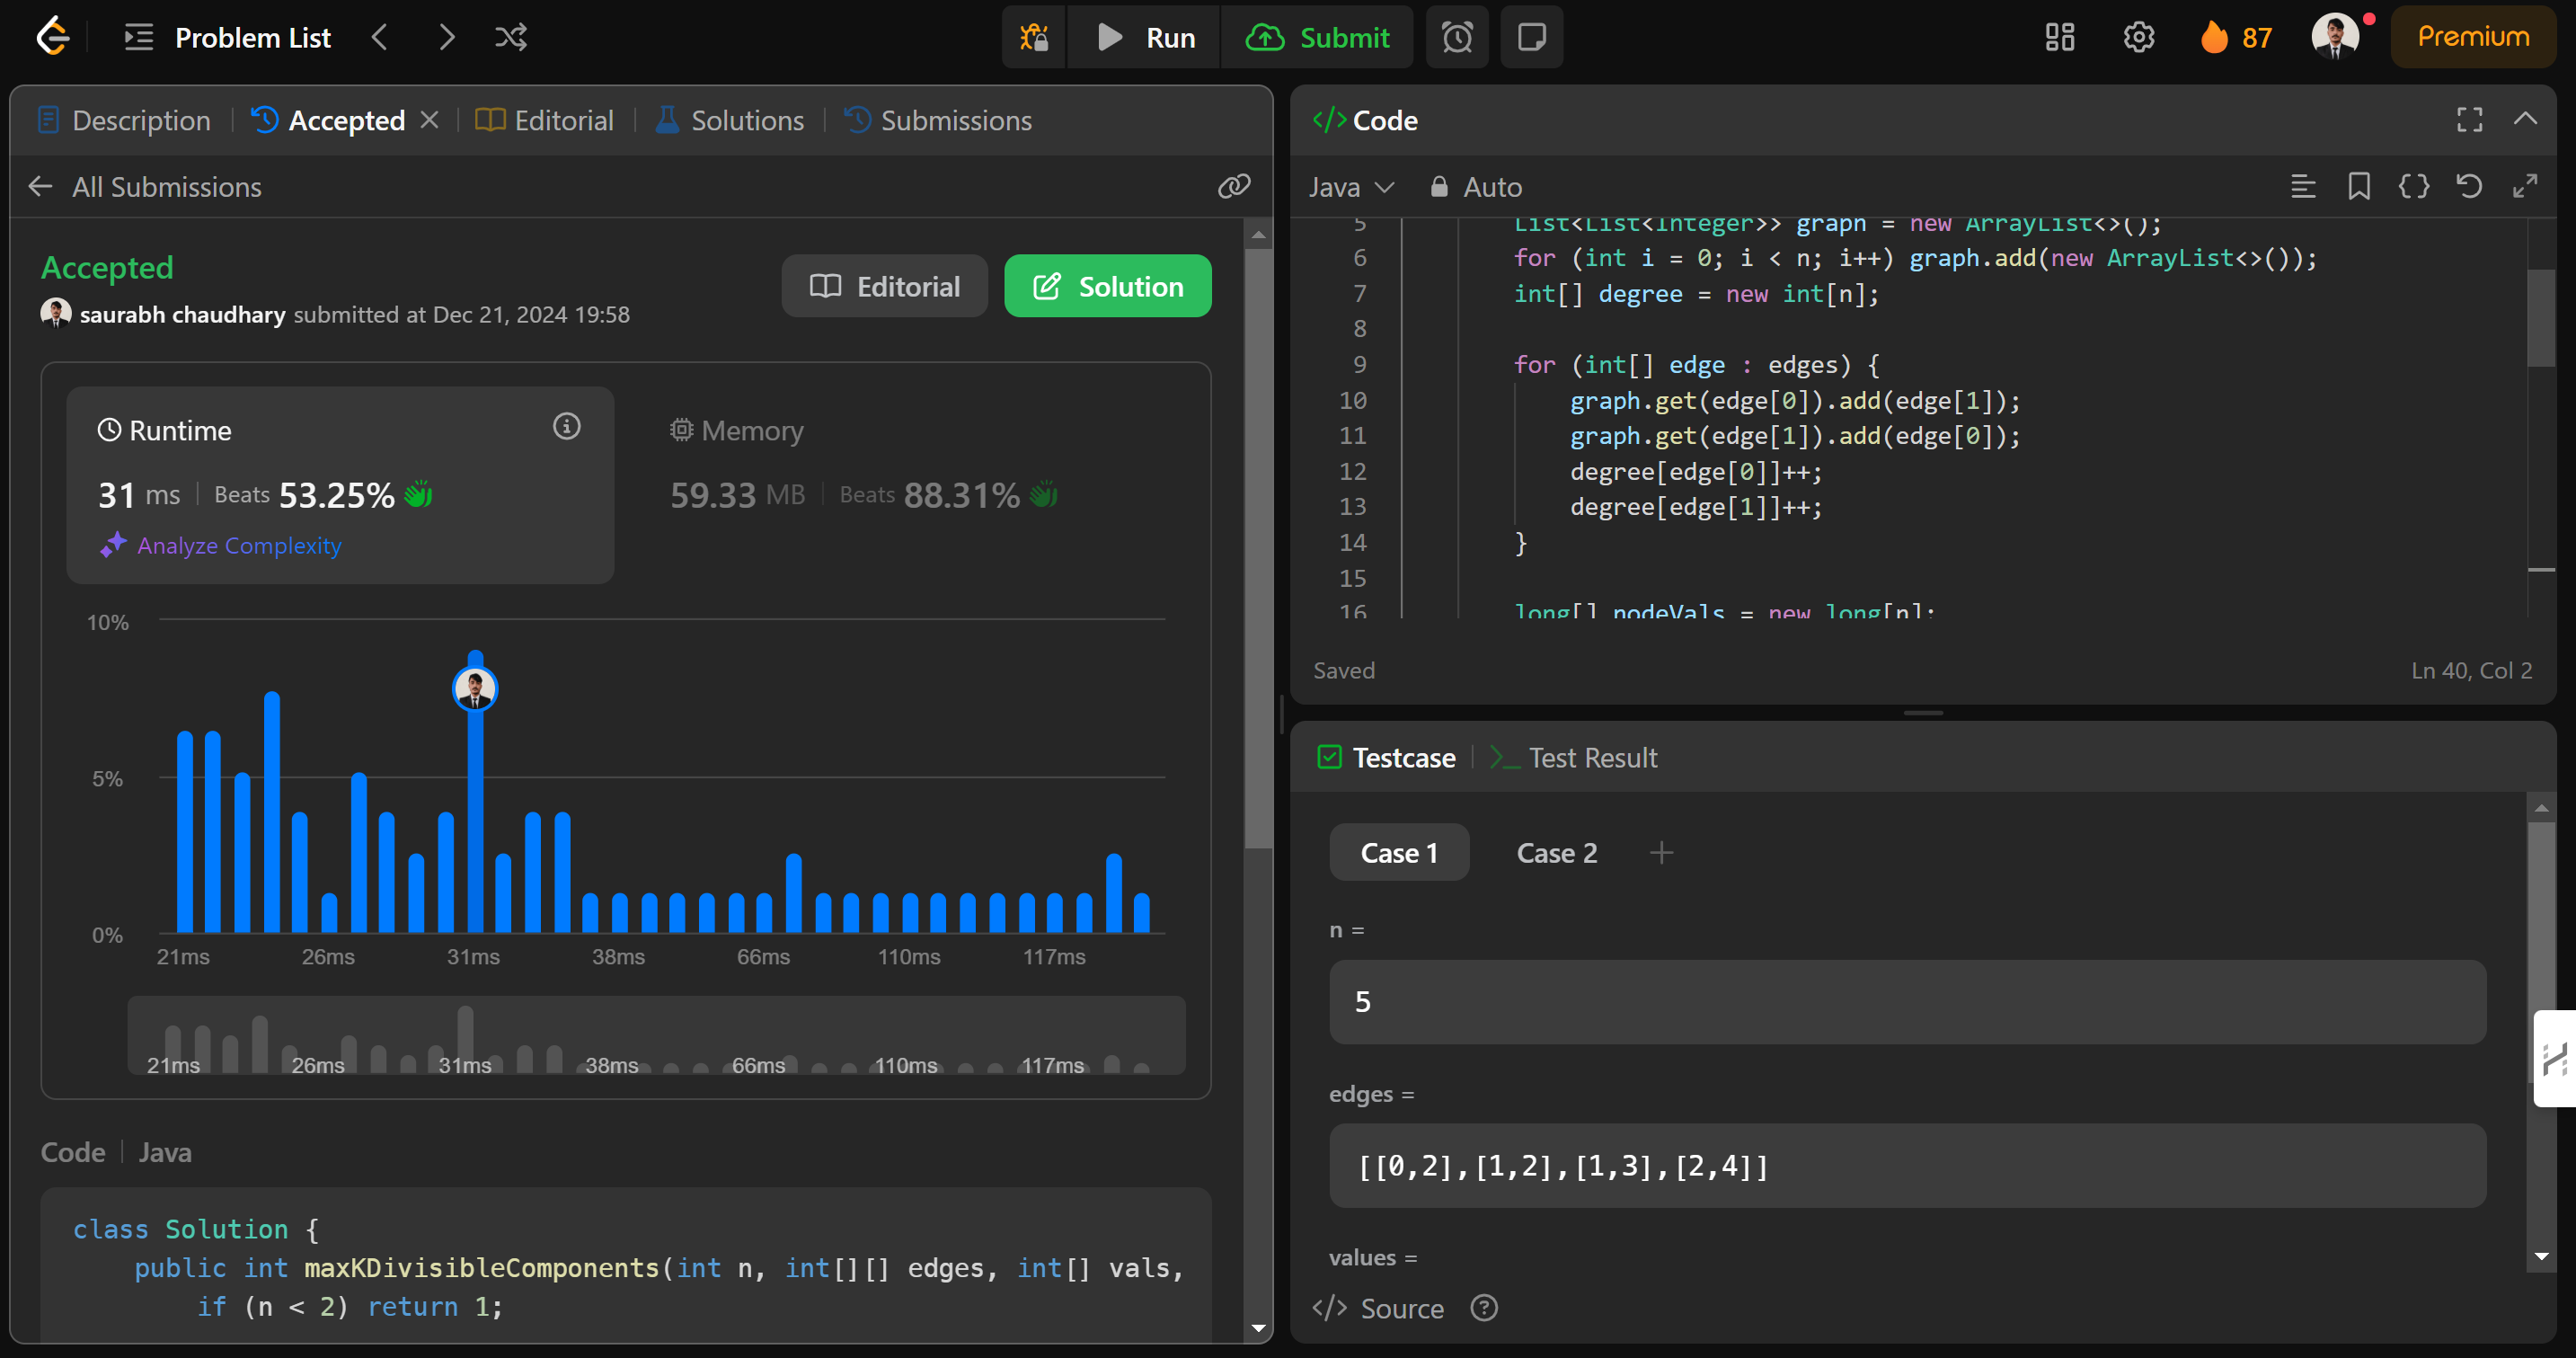 Problem List
Run
Submit
87
Premium
Description
Accepted
Editorial
Solutions
Submissions
All Submissions
Accepted
saurabh chaudhary submitted at Dec 21, 2024 19:58
Editorial
Solution
Runtime
31 ms
Beats 53.25%
Analyze Complexity
Memory
59.33 MB
Beats 88.31%
10%
5%
0%
21ms 26ms 31ms 38ms 66ms 110ms 117ms
21ms 26ms 31ms 38ms 66ms 110ms 117ms
Code
Java
class Solution {
public int maxKDivisibleComponents(int n, int[][] edges, int[] vals,
if (n < 2) return 1;
</> Code
Java
Auto
5 List<List<Integer>> graph = new ArrayList<>();
6 for (int i = 0; i < n; i++) graph.add(new ArrayList<>());
7 int[] degree = new int[n];
8
9 for (int[] edge : edges) {
10 graph.get(edge[0]).add(edge[1]);
11 graph.get(edge[1]).add(edge[0]);
12 degree[edge[0]]++;
13 degree[edge[1]]++;
14 }
15
16 long[] nodeVals = new long[n];
Saved
Ln 40, Col 2
Testcase
Test Result
Case 1
Case 2
n =
5
edges =
[[0,2],[1,2],[1,3],[2,4]]
values =
</> Source